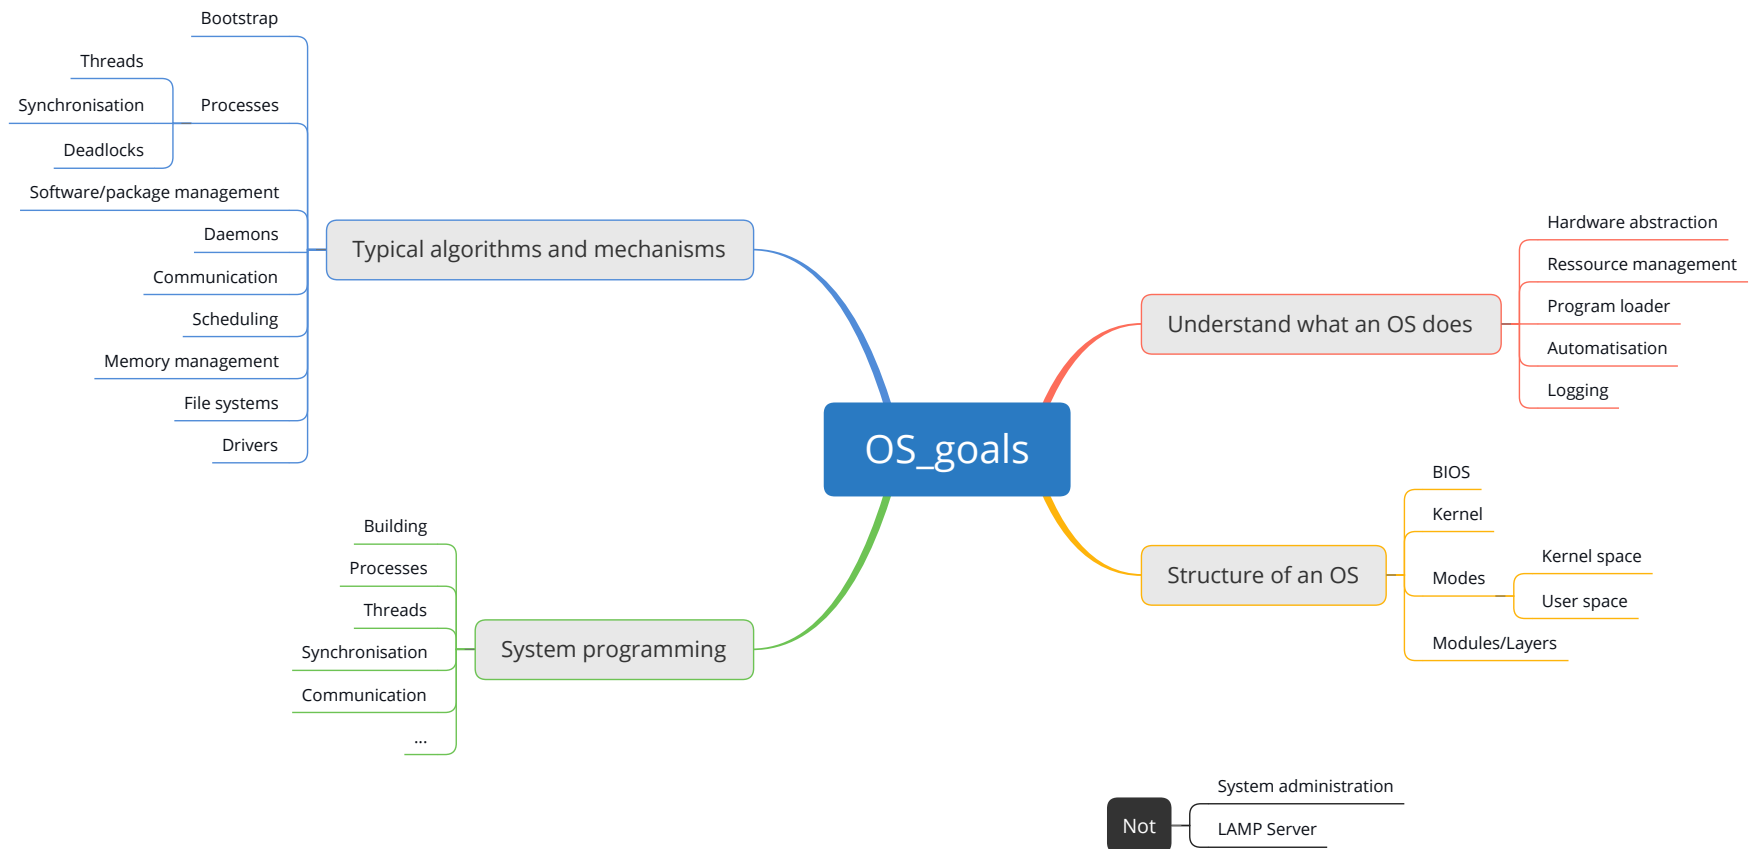 Bootstrap
Threads
Synchronisation
Processes
Deadlocks
Software/package management
Daemons
Communication
Scheduling
Memory management
File systems
Drivers
Typical algorithms and mechanisms
Hardware abstraction
Ressource management
Program loader
Automatisation
Logging
Understand what an OS does
OS_goals
Building
Processes
Threads
Synchronisation
Communication
...
System programming
BIOS
Kernel
Modes
Kernel space
User space
Modules/Layers
Structure of an OS
Not
System administration
LAMP Server